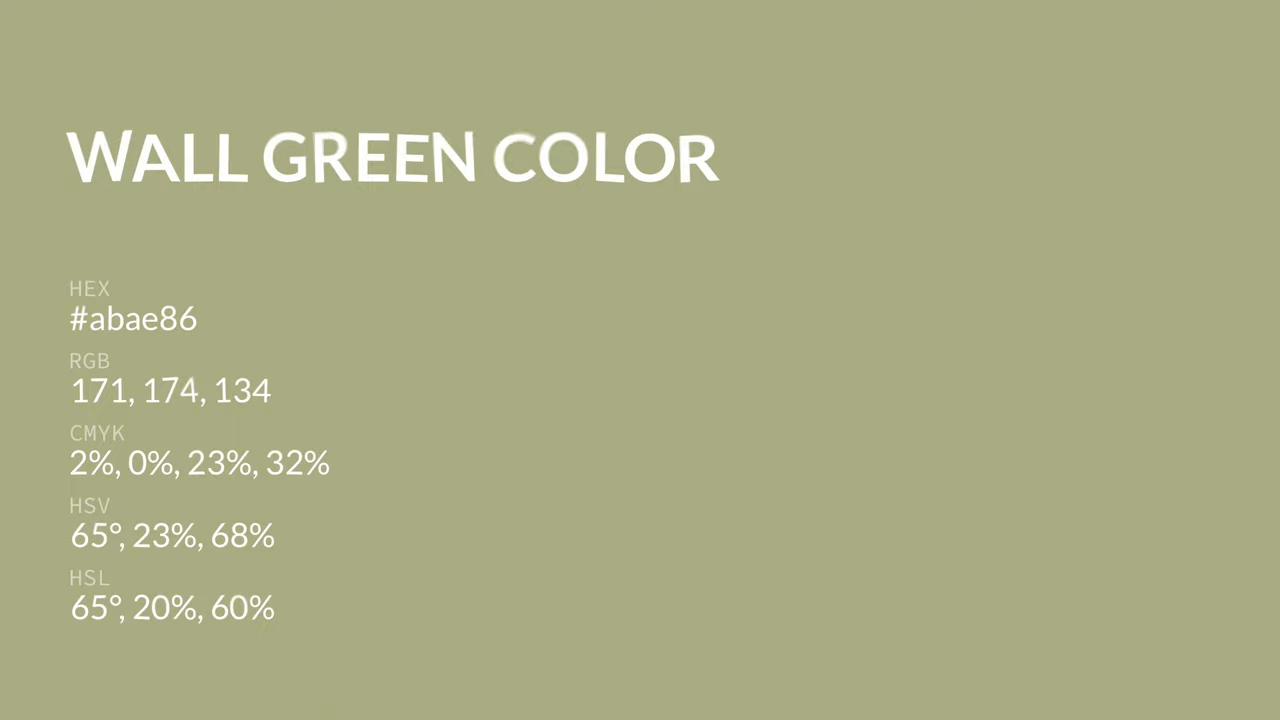 WALL GREEN COLOR
HEX
#abae86
RGB
171, 174, 134
CMYK
2%, 0%, 23%, 32%
HSV
65°, 23%, 68%
HSL
65°, 20%, 60%